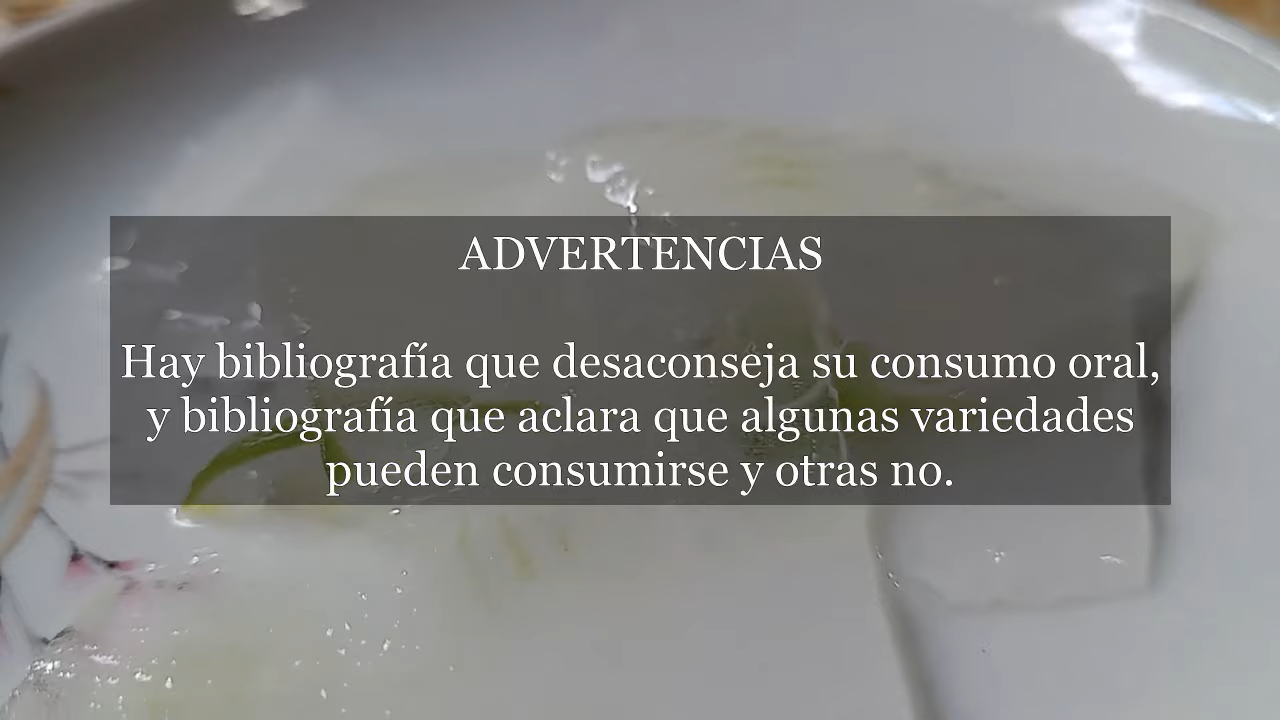 ADVERTENCIAS
Hay bibliografía que desaconseja su consumo oral,
y bibliografía que aclara que algunas variedades
pueden consumirse y otras no.